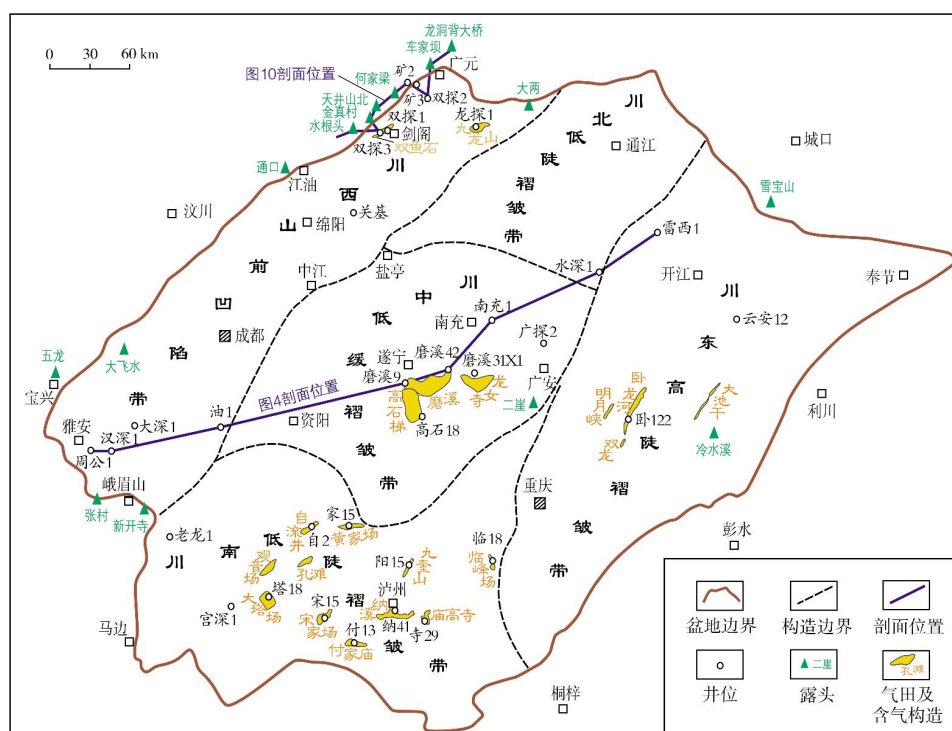 0 30 60 km
龙洞背大桥
车家坝
广元
矿2
何家梁
图10剖面位置
矿3
双探2
天井山北
金真村
水根头
双探1
剑阁
双探3
双鱼石
龙探1
九龙山
大两
通江
城口
雪宝山
通口
江油
汶川
绵阳
关基
川西山前凹陷带
川北低陡褶皱带
雷西1
中江
盐亭
水深1
开江
奉节
成都
川中低缓褶皱带
南充
南充1
广探2
云安12
川东高陡褶皱带
大飞水
五龙
宝兴
遂宁
磨溪42
磨溪31X1
磨溪9
高石梯
磨溪
龙女寺
高石18
广安
二崖
明月峡
卧龙河
卧122
双龙
大池干
冷水溪
利川
图4剖面位置
油1
资阳
大深1
雅安
汉深1
周公1
峨眉山
张村
新开寺
重庆
彭水
老龙1
川南低陡褶皱带
自流井
自2
家15
黄家场
观音场
孔滩
阳15
九奎山
临18
临峰场
塔18
大塔场
宫深1
宋15
宋家场
泸州
纳溪
纳41
寺29
庙高寺
付13
付家庙
马边
桐梓
盆地边界
构造边界
剖面位置
二崖
孔滩
井位
露头
气田及
含气构造